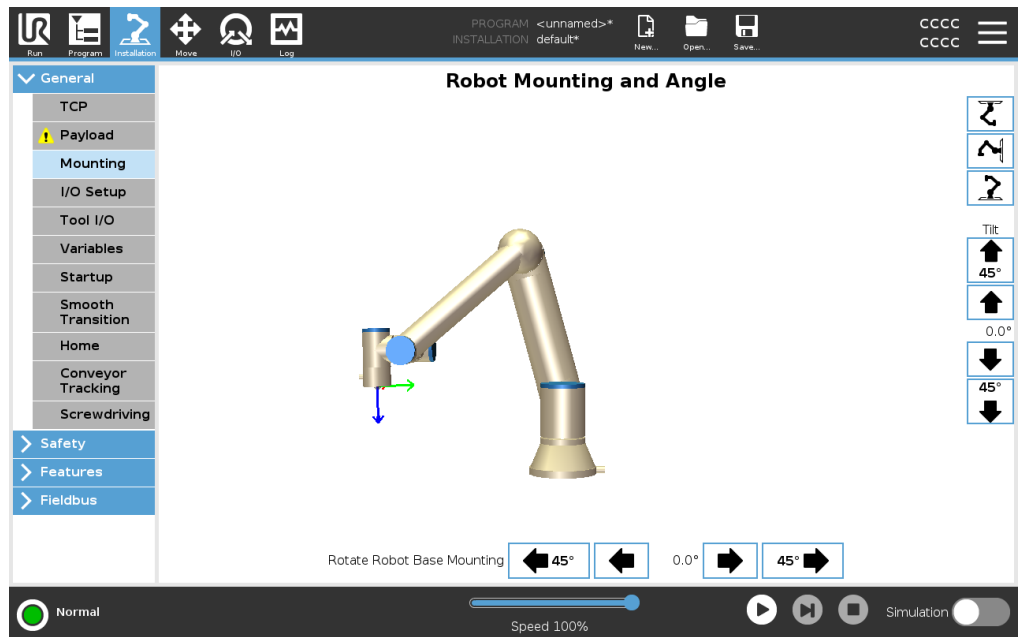 UR
PROGRAM <unnamed>*
INSTALLATION default*
CCCC
CCCC
Run
Program
Installation
Move
I/O
Log
New...
Open...
Save...
General
TCP
Payload
Mounting
I/O Setup
Tool I/O
Variables
Startup
Smooth
Transition
Home
Conveyor
Tracking
Screwdriving
Safety
Features
Fieldbus
Robot Mounting and Angle
Tilt
45°
0.0°
45°
Rotate Robot Base Mounting 45° 0.0° 45°
Normal
Speed 100%
Simulation